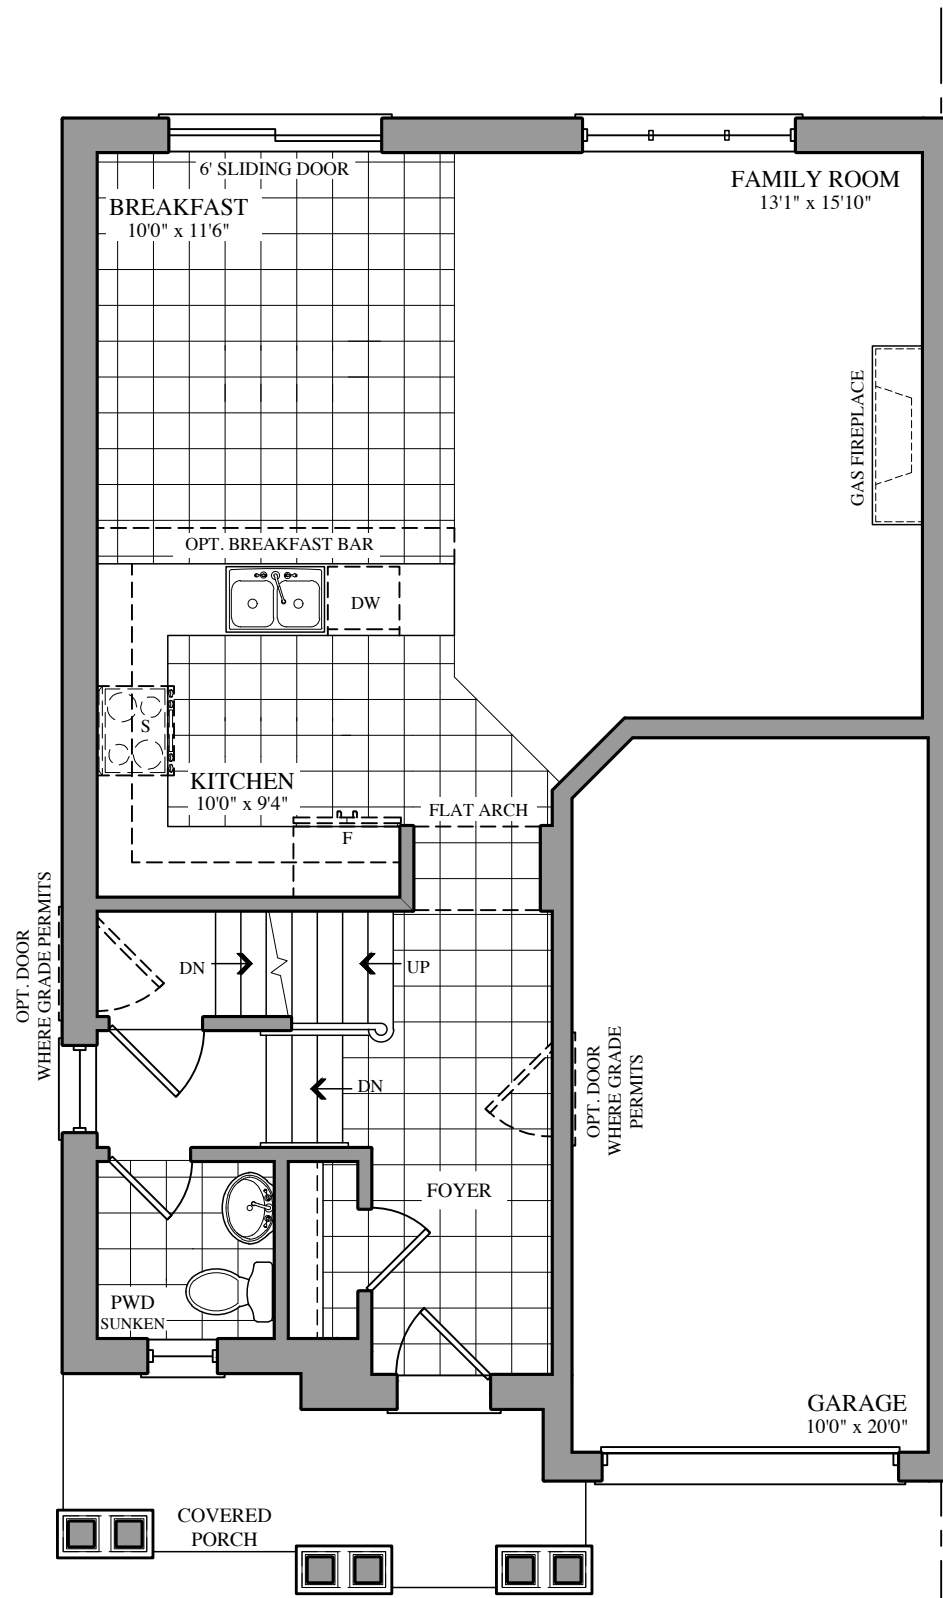 6' SLIDING DOOR
BREAKFAST
10'0" x 11'6"
FAMILY ROOM
13'1" x 15'10"
GAS FIREPLACE
OPT. BREAKFAST BAR
DW
S
KITCHEN
10'0" x 9'4"
FLAT ARCH
F
OPT. DOOR
WHERE GRADE PERMITS
DN
UP
DN
OPT. DOOR
WHERE GRADE
PERMITS
FOYER
PWD
SUNKEN
GARAGE
10'0" x 20'0"
COVERED
PORCH